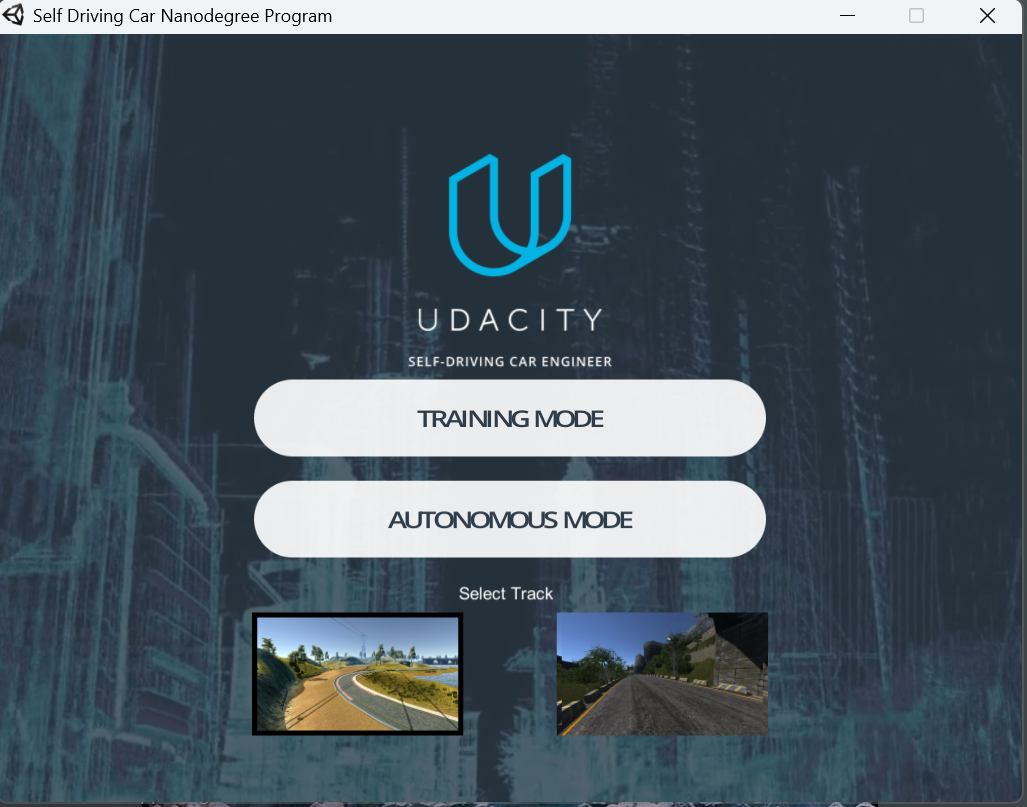 Self Driving Car Nanodegree Program
UDACITY
SELF-DRIVING CAR ENGINEER
TRAINING MODE
AUTONOMOUS MODE
Select Track